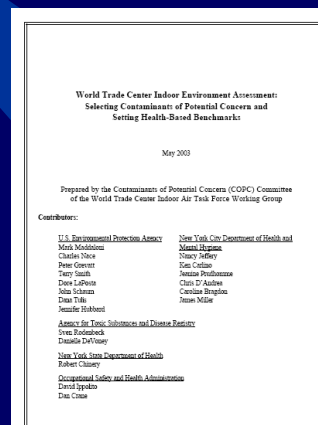 World Trade Center Indoor Environment Assessment:
Selecting Contaminants of Potential Concern and
Setting Health-Based Benchmarks
May 2003
Prepared by the Contaminants of Potential Concern (COPC) Committee
of the World Trade Center Indoor Air Task Force Working Group
Contributors:
U.S. Environmental Protection Agency
Mark Maddaloni
Charles Nace
Peter Grevatt
Terry Smith
Dore LaPosta
John Schaum
Dana Tulis
Jennifer Hubbard
New York City Department of Health and
Mental Hygiene
Nancy Jeffery
Ken Carlino
Jeanine Prudhomme
Chris D'Andrea
Caroline Bragdon
James Miller
Agency for Toxic Substances and Disease Registry
Sven Rodenbeck
Danielle DeVoney
New York State Department of Health
Robert Chinery
Occupational Safety and Health Administration
David Ippolito
Dan Crane